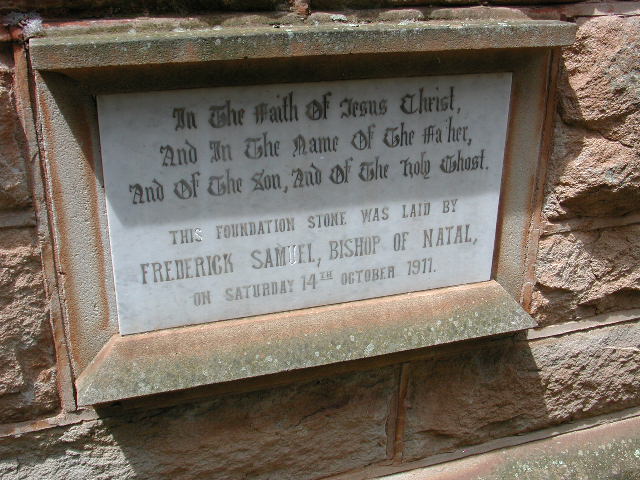 In The Faith Of Jesus Christ,
And In The Name Of The Father,
And Of The Son, And Of The Holy Ghost.
THIS FOUNDATION STONE WAS LAID BY
FREDERICK SAMUEL, BISHOP OF NATAL,
ON SATURDAY 14TH OCTOBER 1911.